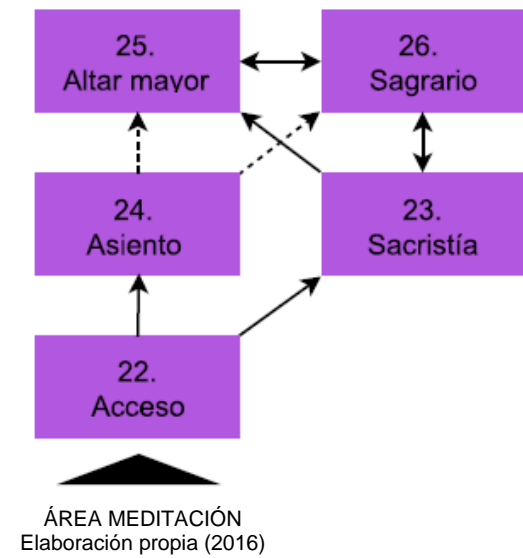 25.
Altar mayor
26.
Sagrario
24.
Asiento
23.
Sacristía
22.
Acceso
ÁREA MEDITACIÓN
Elaboración propia (2016)